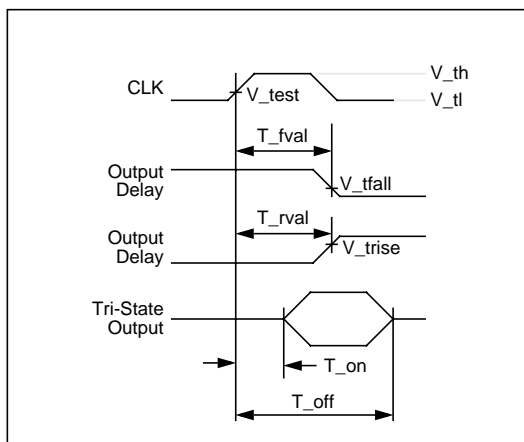 V_th
CLK
V_test
V_tl
T_fval
Output
Delay
V_tfall
T_rval
Output
Delay
V_trise
Tri-State
Output
T_on
T_off